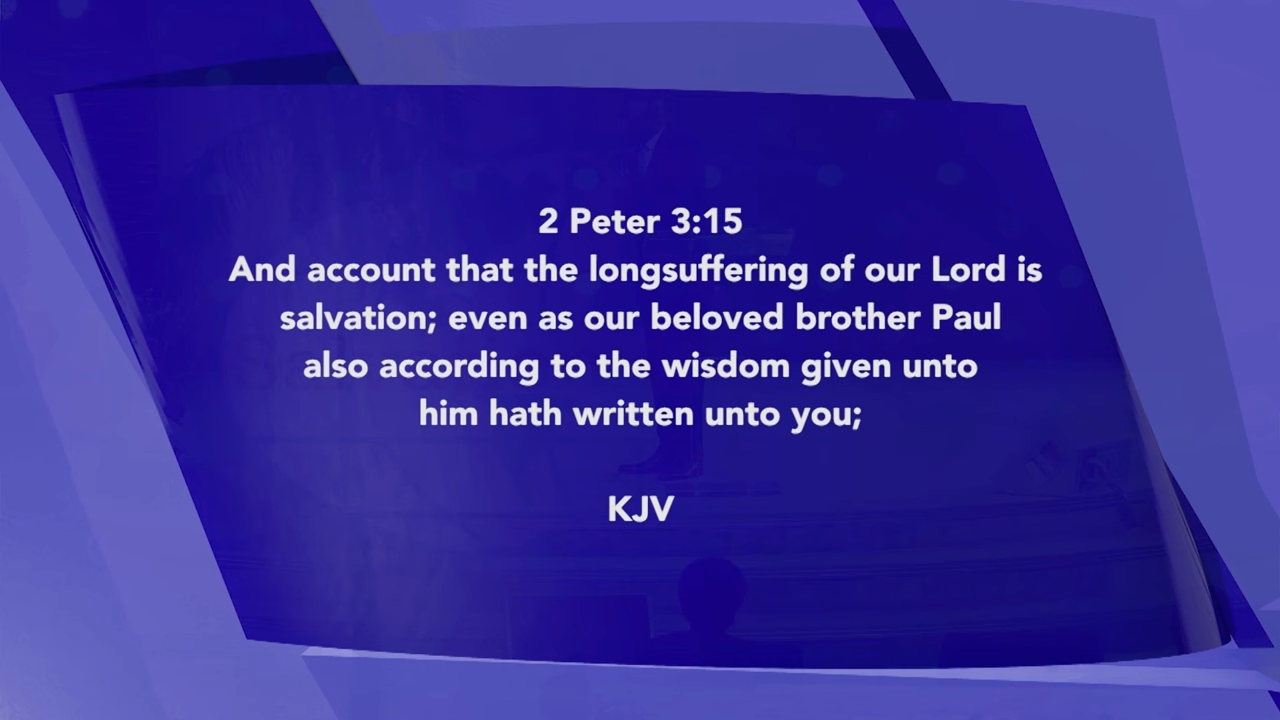 2 Peter 3:15
And account that the longsuffering of our Lord is
salvation; even as our beloved brother Paul
also according to the wisdom given unto
him hath written unto you;
KJV